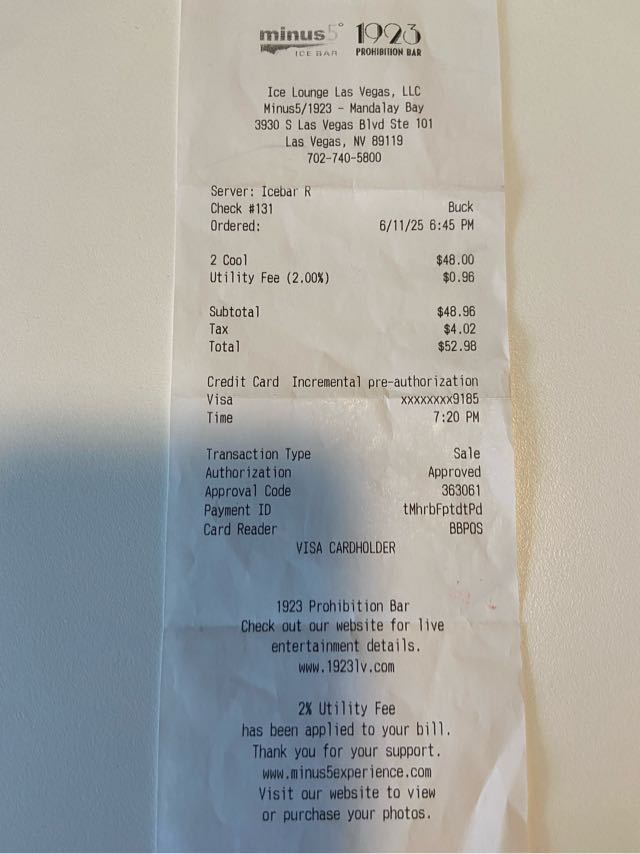 minus5° 1923
ICE BAR PROHIBITION BAR
Ice Lounge Las Vegas, LLC
Minus5/1923 - Mandalay Bay
3930 S Las Vegas Blvd Ste 101
Las Vegas, NV 89119
702-740-5800
Server: Icebar R
Check #131 Buck
Ordered: 6/11/25 6:45 PM
2 Cool $48.00
Utility Fee (2.00%) $0.96
Subtotal $48.96
Tax $4.02
Total $52.98
Credit Card Incremental pre-authorization
Visa xxxxxxxx9185
Time 7:20 PM
Transaction Type Sale
Authorization Approved
Approval Code 363061
Payment ID tMhrbFptdtPd
Card Reader BBPOS
VISA CARDHOLDER
1923 Prohibition Bar
Check out our website for live
entertainment details.
www.1923lv.com
2% Utility Fee
has been applied to your bill.
Thank you for your support.
www.minus5experience.com
Visit our website to view
or purchase your photos.